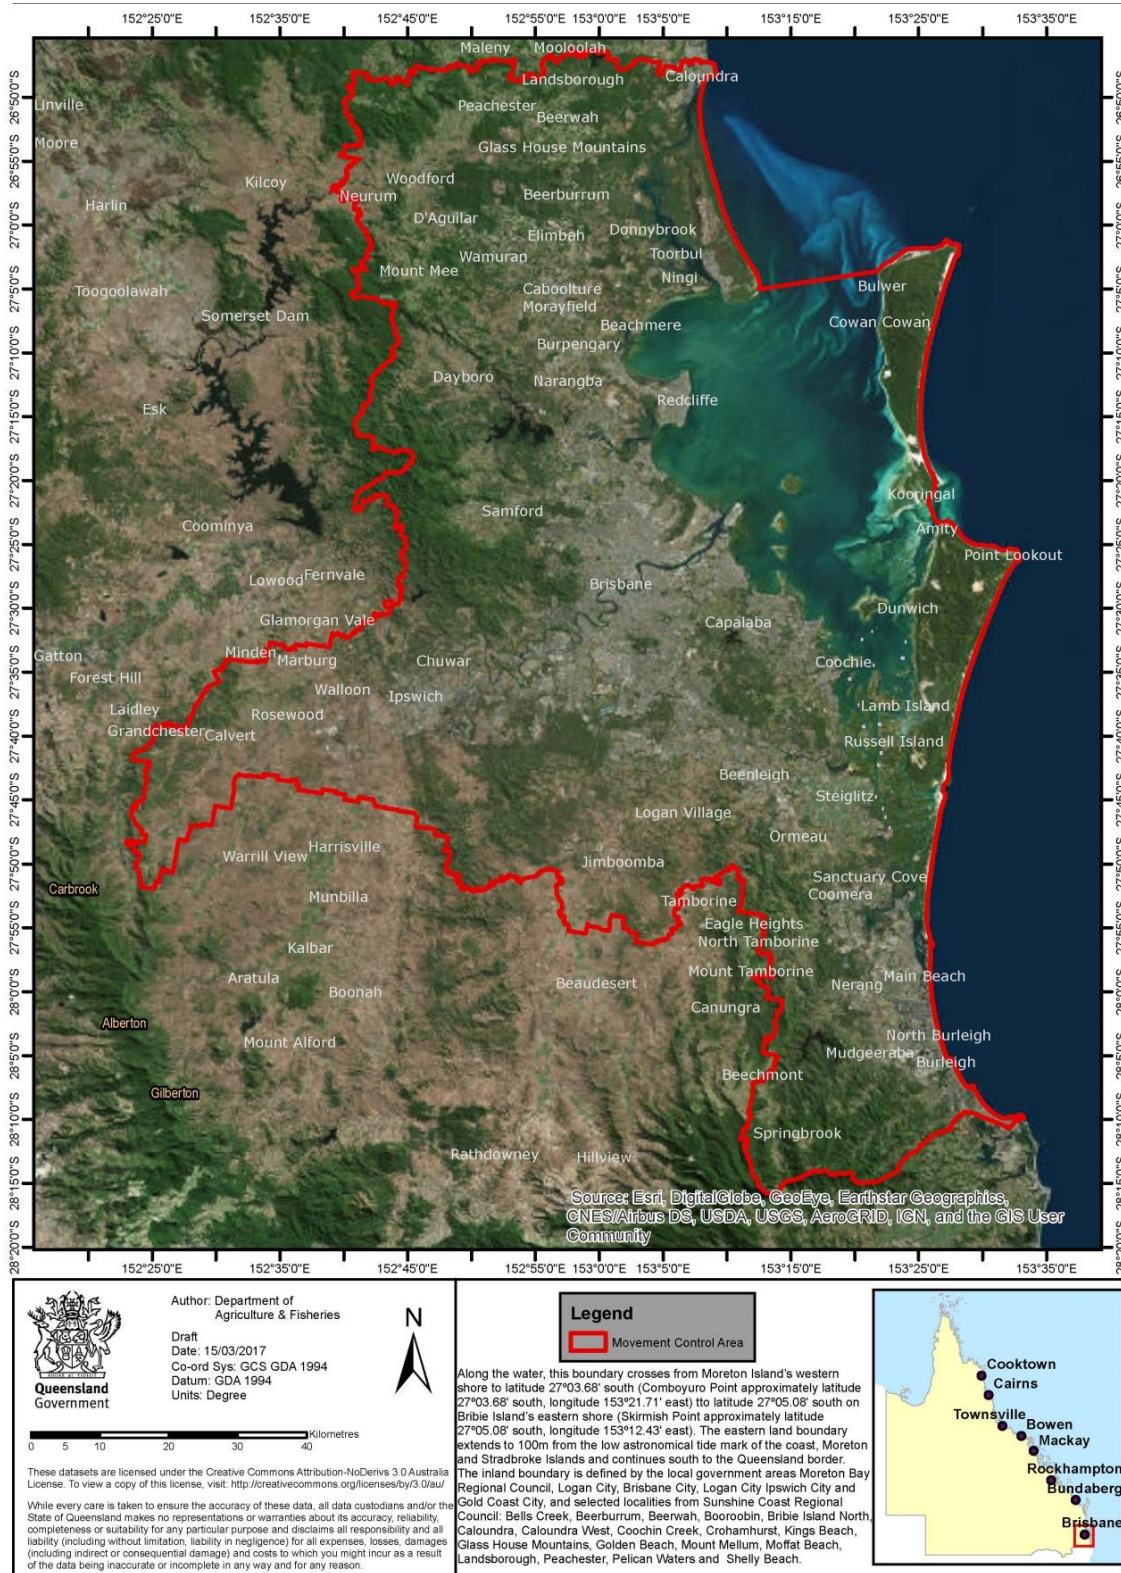 152°25'0"E 152°35'0"E 152°45'0"E 152°55'0"E 153°5'0"E 153°15'0"E 153°25'0"E 153°35'0"E
26°50'0"S
26°55'0"S
27°0'0"S
27°5'0"S
27°10'0"S
27°15'0"S
27°20'0"S
27°25'0"S
27°30'0"S
27°35'0"S
27°40'0"S
27°45'0"S
27°50'0"S
27°55'0"S
28°0'0"S
28°5'0"S
28°10'0"S
28°15'0"S
28°20'0"S
Maleny Mooloolah
Landsborough Caloundra
Linville Peachester
Beerwah
Moore Glass House Mountains
Kilcoy Woodford
Neurum Beerburrum
Harlin D'Aguilar
Elimbah Donnybrook
Wamuran Toorbul
Mount Mee Ningi
Toogoolawah Caboolture Bulwer
Morayfield
Somerset Dam Beachmere Cowan Cowan
Burpengary
Dayboro Narangba
Esk Redcliffe
Kooringal
Samford
Coominya Amity
Point Lookout
Lowood Fernvale Brisbane
Dunwich
Glamorgan Vale Capalaba
Gatton Minden Marburg Chuwar Coochie
Forest Hill
Walloon Ipswich
Laidley Rosewood Lamb Island
Grandchester Calvert Russell Island
Beenleigh
Logan Village Steiglitz
Ormeau
Warrill View Harrisville Jimboomba
Carbrook Sanctuary Cove
Munbilla Tamborine Coomera
Eagle Heights
Kalbar North Tamborine
Aratula Mount Tamborine Main Beach
Boonah Beaudesert Nerang
Canungra
Alberton
Mount Alford North Burleigh
Mudgeeraba Burleigh
Gilberton Beechmont
Springbrook
Rathdowney Hillview
Source: Esri, DigitalGlobe, GeoEye, Earthstar Geographics,
CNES/Airbus DS, USDA, USGS, AeroGRID, IGN, and the GIS User
Community
152°25'0"E 152°35'0"E 152°45'0"E 152°55'0"E 153°5'0"E 153°15'0"E 153°25'0"E 153°35'0"E
Queensland
Government
Author: Department of
Agriculture & Fisheries
Draft
Date: 15/03/2017
Co-ord Sys: GCS GDA 1994
Datum: GDA 1994
Units: Degree
N
Kilometres
0 5 10 20 30 40
These datasets are licensed under the Creative Commons Attribution-NoDerivs 3.0 Australia
License. To view a copy of this license, visit: http://creativecommons.org/licenses/by/3.0/au/
While every care is taken to ensure the accuracy of these data, all data custodians and/or the
State of Queensland makes no representations or warranties about its accuracy, reliability,
completeness or suitability for any particular purpose and disclaims all responsibility and all
liability (including without limitation, liability in negligence) for all expenses, losses, damages
(including indirect or consequential damage) and costs to which you might incur as a result
of the data being inaccurate or incomplete in any way and for any reason.
Legend
Movement Control Area
Along the water, this boundary crosses from Moreton Island's western
shore to latitude 27º03.68' south (Comboyuro Point approximately latitude
27º03.68' south, longitude 153º21.71' east) to latitude 27º05.08' south on
Bribie Island's eastern shore (Skirmish Point approximately latitude
27º05.08' south, longitude 153º12.43' east). The eastern land boundary
extends to 100m from the low astronomical tide mark of the coast, Moreton
and Stradbroke Islands and continues south to the Queensland border.
The inland boundary is defined by the local government areas Moreton Bay
Regional Council, Logan City, Brisbane City, Logan City Ipswich City and
Gold Coast City, and selected localities from Sunshine Coast Regional
Council: Bells Creek, Beerburrum, Beerwah, Booroobin, Bribie Island North,
Caloundra, Caloundra West, Coochin Creek, Crohamhurst, Kings Beach,
Glass House Mountains, Golden Beach, Mount Mellum, Moffat Beach,
Landsborough, Peachester, Pelican Waters and Shelly Beach.
Cooktown
Cairns
Townsville
Bowen
Mackay
Rockhampton
Bundaberg
Brisbane